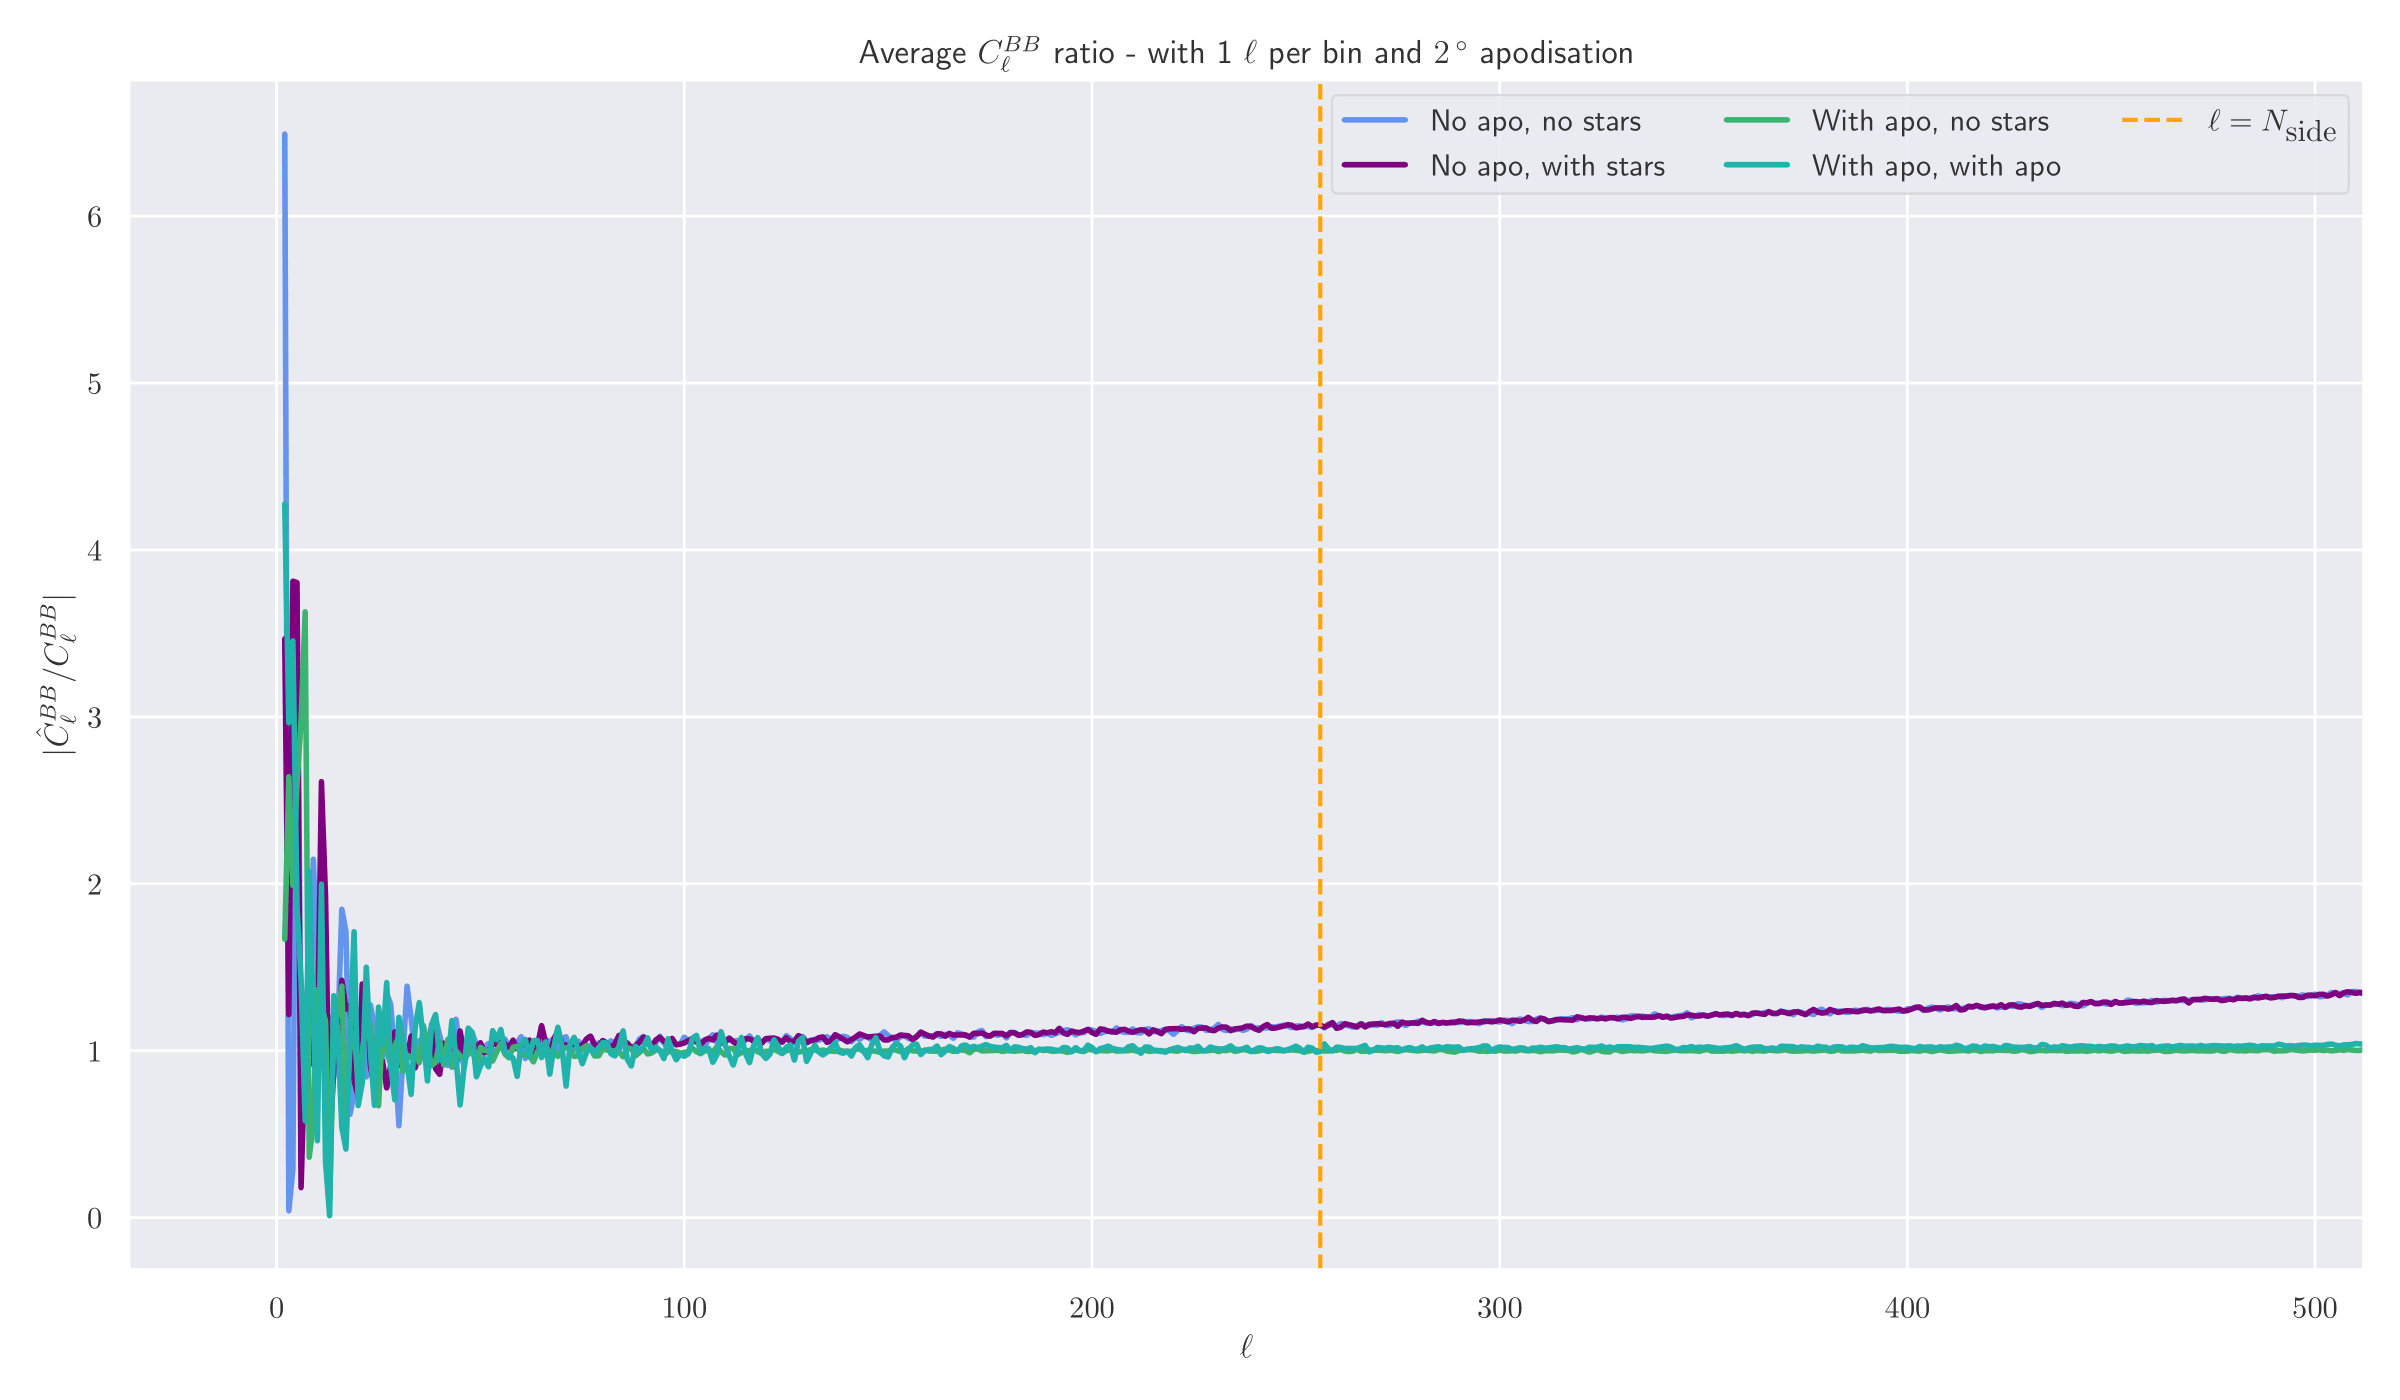 Average $C_\ell^{BB}$ ratio - with 1 $\ell$ per bin and $2^\circ$ apodisation
No apo, no stars
No apo, with stars
With apo, no stars
With apo, with apo
$\ell = N_{\text{side}}$
$|\hat{C}_\ell^{BB}/C_\ell^{BB}|$
6
5
4
3
2
1
0
0 100 200 300 400 500
$\ell$